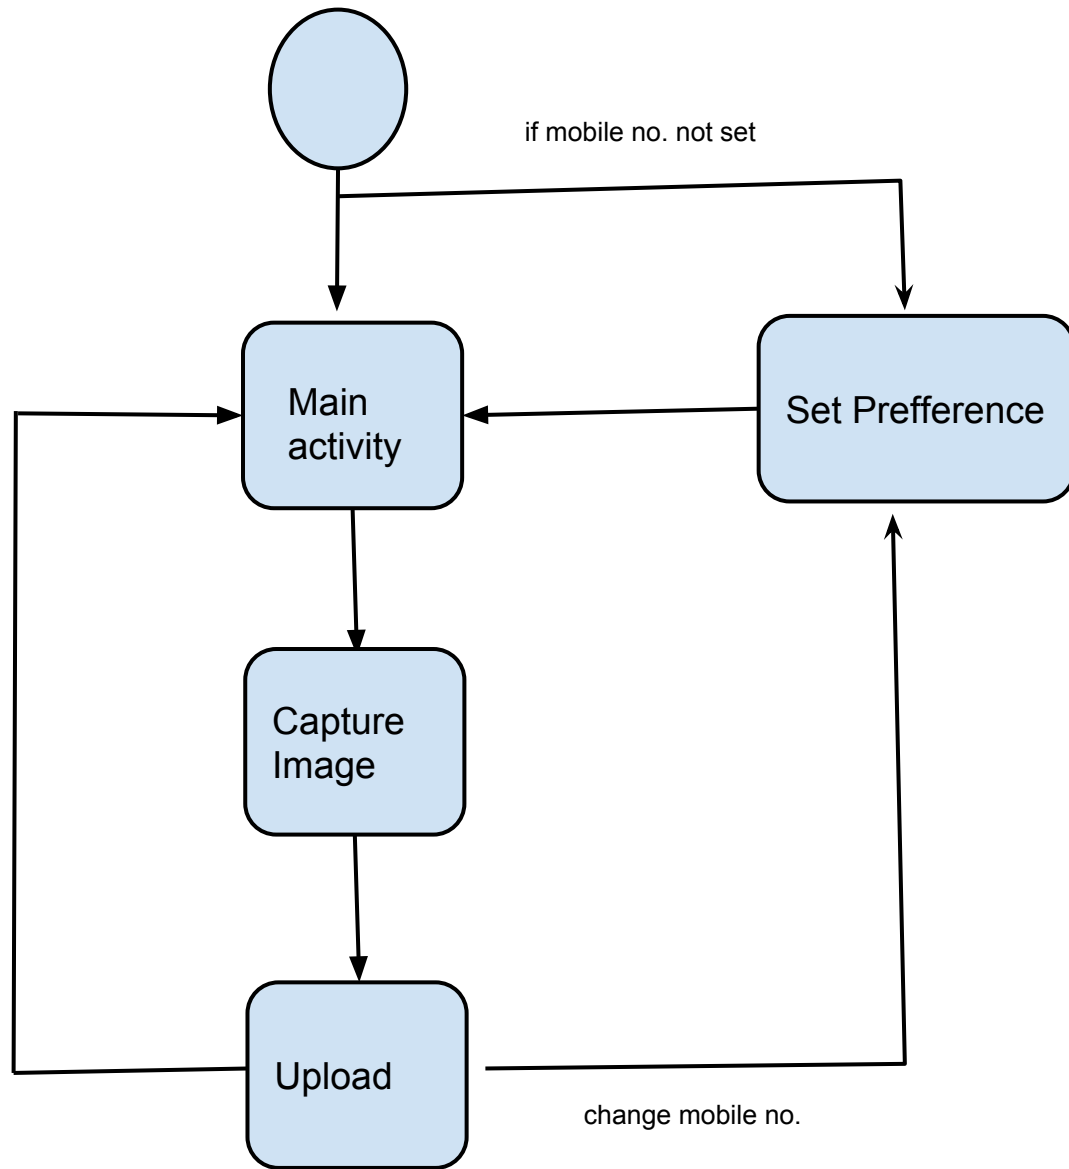 if mobile no. not set
Main
activity
Set Prefference
Capture
Image
Upload
change mobile no.